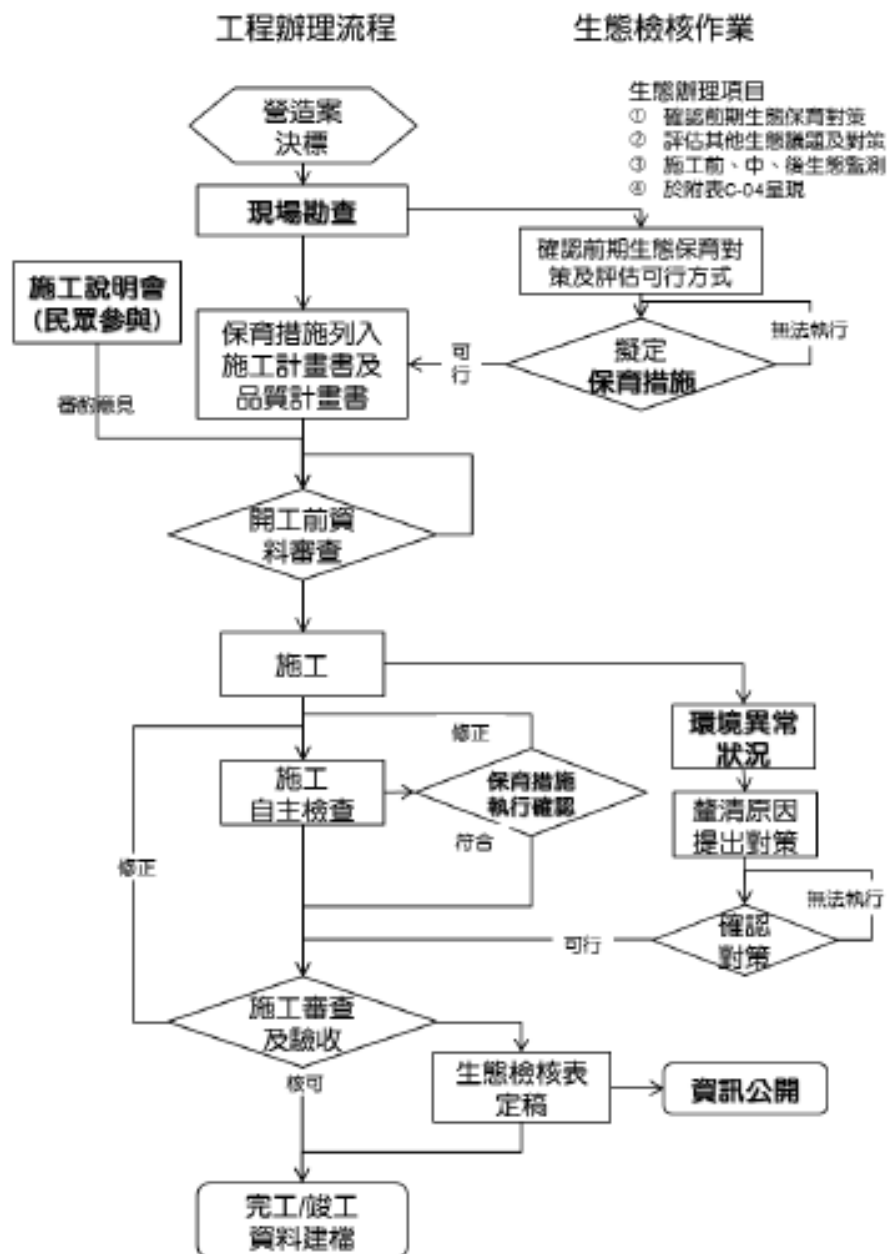 工程辦理流程
生態檢核作業
營造案
決標
生態辦理項目
① 確認前期生態保育對策
② 評估其他生態議題及對策
③ 施工前、中、後生態監測
④ 於附表C-04呈現
現場勘查
確認前期生態保育對
策及評估可行方式
施工說明會
(民眾參與)
保育措施列入
施工計畫書及
品質計畫書
可
行
擬定
保育措施
無法執行
審酌意見
開工前資
料審查
施工
環境異常
狀況
修正
施工
自主檢查
保育措施
執行確認
釐清原因
提出對策
符合
修正
無法執行
確認
對策
可行
施工審查
及驗收
核可
生態檢核表
定稿
資訊公開
完工/竣工
資料建檔